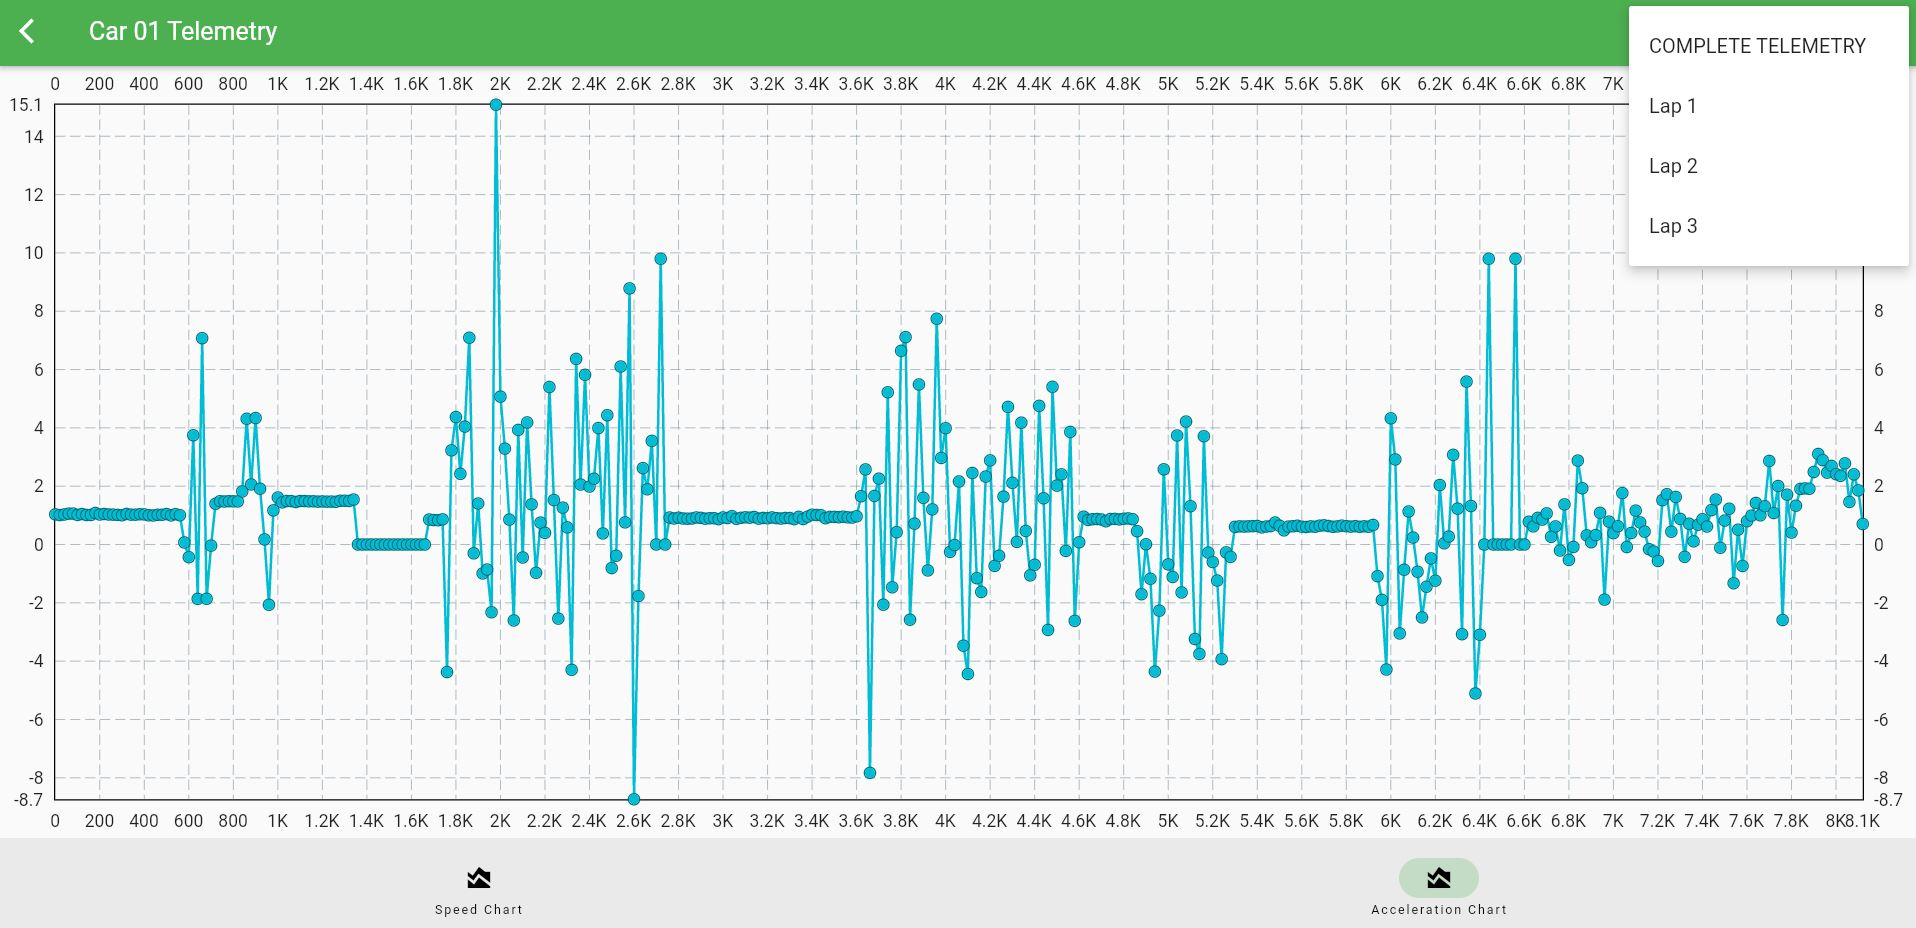 Car 01 Telemetry
COMPLETE TELEMETRY
Lap 1
Lap 2
Lap 3
0 200 400 600 800 1K 1.2K 1.4K 1.6K 1.8K 2K 2.2K 2.4K 2.6K 2.8K 3K 3.2K 3.4K 3.6K 3.8K 4K 4.2K 4.4K 4.6K 4.8K 5K 5.2K 5.4K 5.6K 5.8K 6K 6.2K 6.4K 6.6K 6.8K 7K
15.1
14
12
10
8 8
6 6
4 4
2 2
0 0
-2 -2
-4 -4
-6 -6
-8 -8
-8.7 -8.7
0 200 400 600 800 1K 1.2K 1.4K 1.6K 1.8K 2K 2.2K 2.4K 2.6K 2.8K 3K 3.2K 3.4K 3.6K 3.8K 4K 4.2K 4.4K 4.6K 4.8K 5K 5.2K 5.4K 5.6K 5.8K 6K 6.2K 6.4K 6.6K 6.8K 7K 7.2K 7.4K 7.6K 7.8K 8K 8.1K
Speed Chart Acceleration Chart